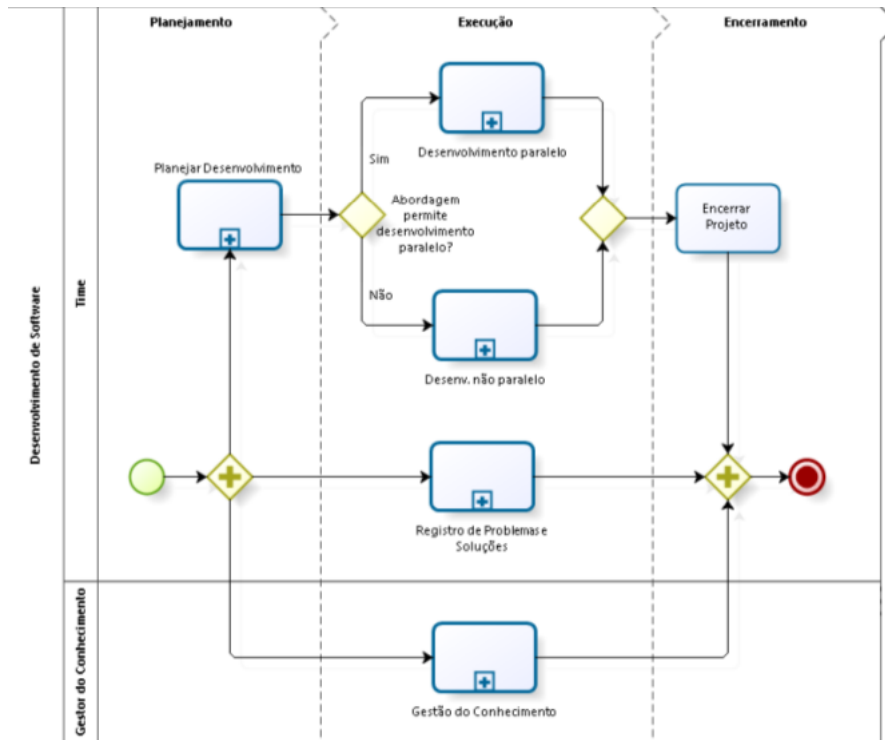 Planejamento
Execução
Encerramento
Desenvolvimento de Software
Time
Gestor do Conhecimento
Planejar Desenvolvimento
Sim
Abordagem
permite
desenvolvimento
paralelo?
Não
Desenvolvimento paralelo
Desenv. não paralelo
Encerrar
Projeto
Registro de Problemas e
Soluções
Gestão do Conhecimento